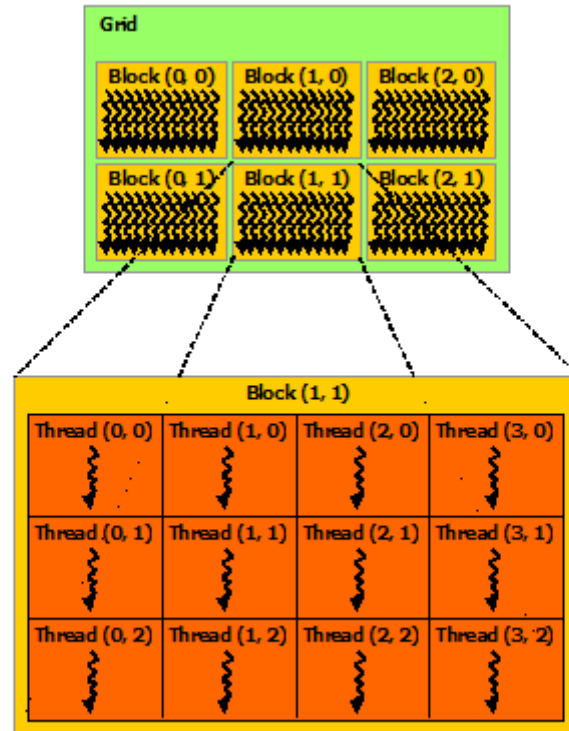 Grid
Block (0, 0) Block (1, 0) Block (2, 0)
Block (0, 1) Block (1, 1) Block (2, 1)
Block (1, 1)
Thread (0, 0) Thread (1, 0) Thread (2, 0) Thread (3, 0)
Thread (0, 1) Thread (1, 1) Thread (2, 1) Thread (3, 1)
Thread (0, 2) Thread (1, 2) Thread (2, 2) Thread (3, 2)